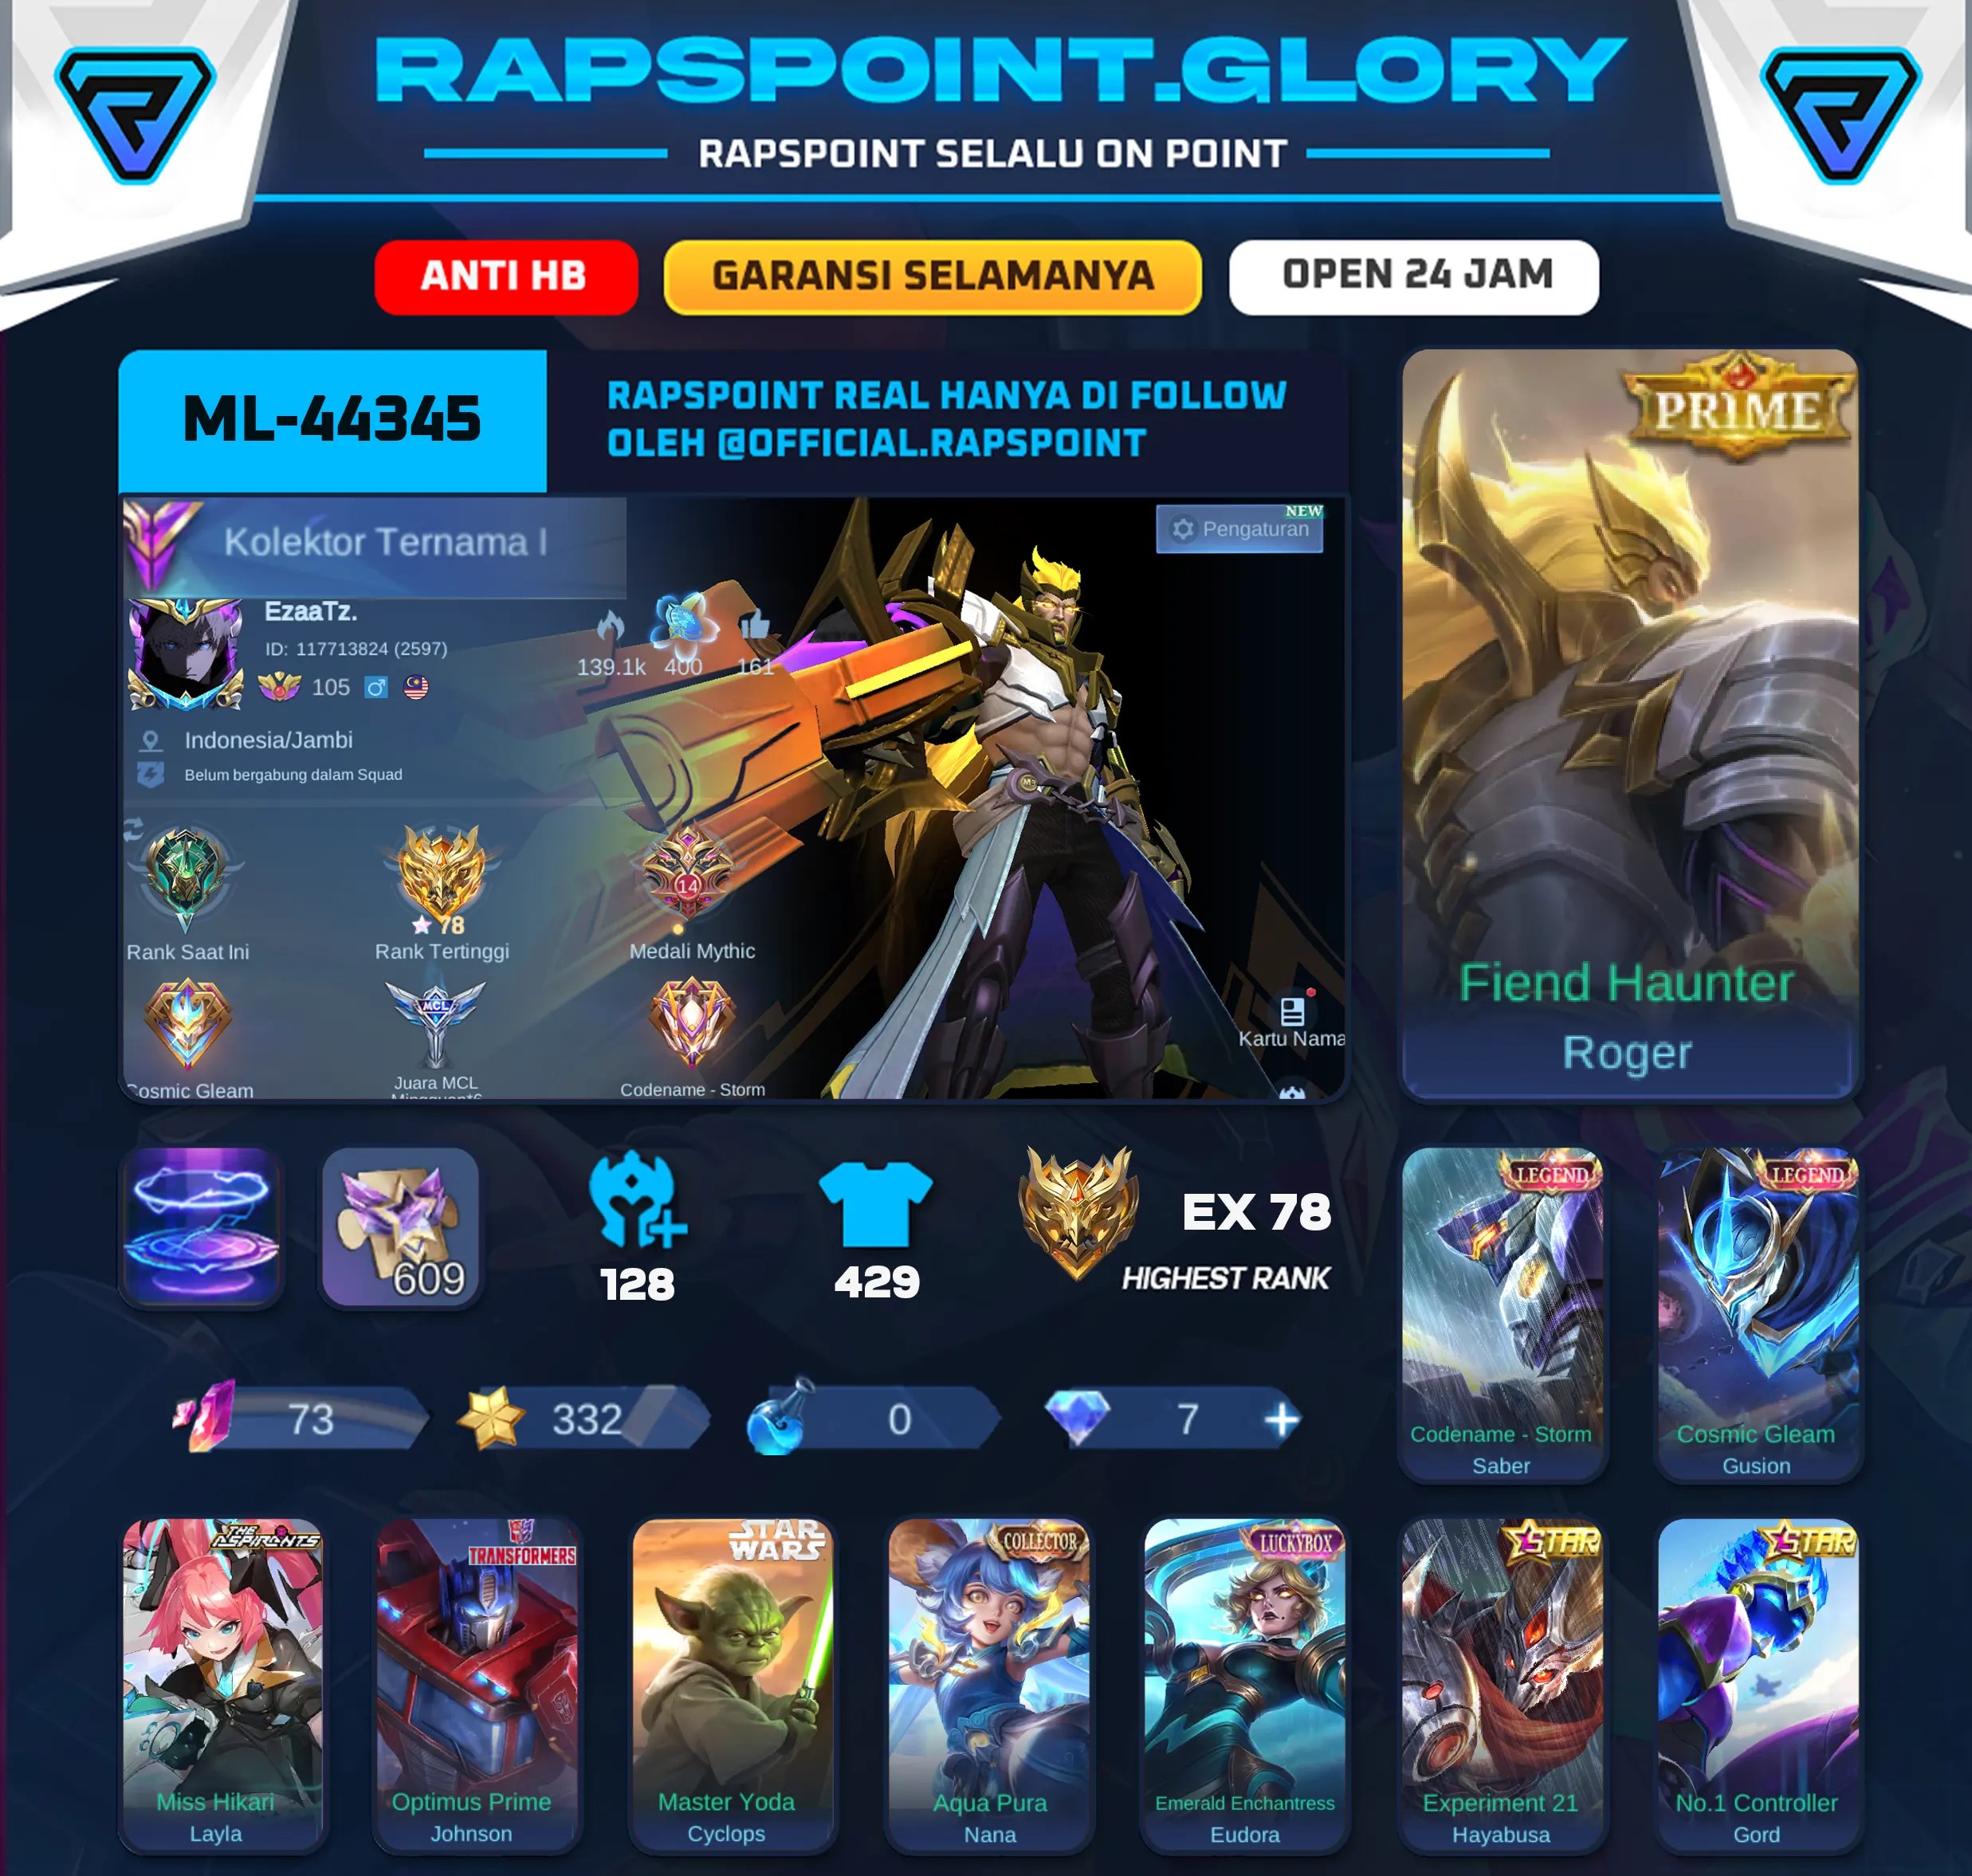 RAPSPOINT.GLORY
RAPSPOINT SELALU ON POINT
ANTI HB
GARANSI SELAMANYA
OPEN 24 JAM
ML-44345
RAPSPOINT REAL HANYA DI FOLLOW
OLEH @OFFICIAL.RAPSPOINT
Kolektor Ternama I
NEW
Pengaturan
EzaaTz.
ID: 117713824 (2597)
105
139.1k
400
161
Indonesia/Jambi
Belum bergabung dalam Squad
78
14
Rank Saat Ini
Rank Tertinggi
Medali Mythic
MCL
Cosmic Gleam
Juara MCL
Codename - Storm
Kartu Nama
PRIME
Fiend Haunter
Roger
609
128
429
EX 78
HIGHEST RANK
LEGEND
Codename - Storm
Saber
LEGEND
Cosmic Gleam
Gusion
73
332
0
7
+
THE ASPIRANTS
Miss Hikari
Layla
TRANSFORMERS
Optimus Prime
Johnson
STAR
WARS
Master Yoda
Cyclops
COLLECTOR
Aqua Pura
Nana
LUCKYBOX
Emerald Enchantress
Eudora
STAR
Experiment 21
Hayabusa
STAR
No.1 Controller
Gord